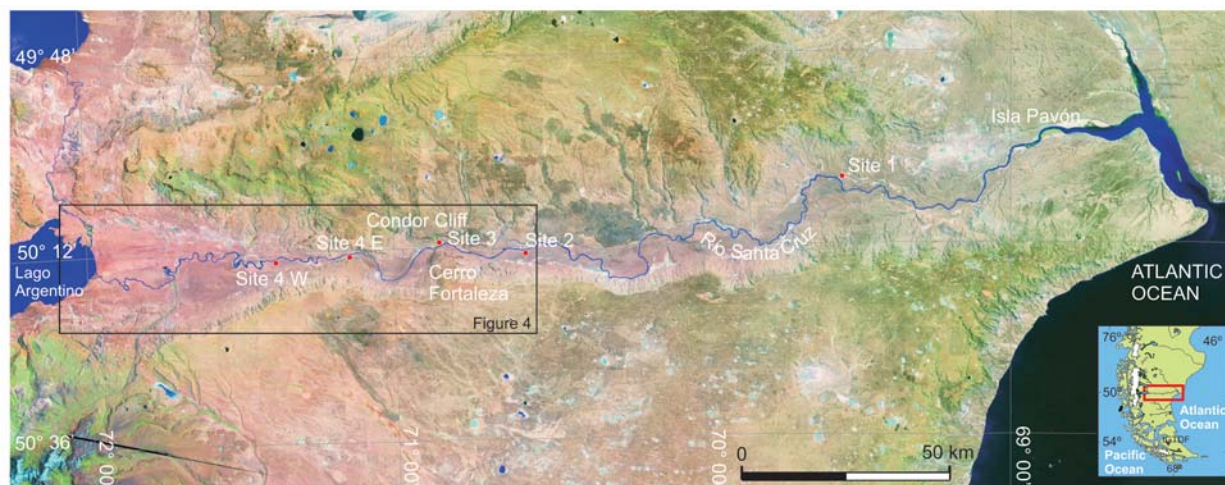 49° 48'
Isla Pavón
Site 1
Condor Cliff
Site 3
Site 4 E
Site 2
50° 12'
Río Santa Cruz
Site 4 W
Lago
Argentino
Cerro
Fortaleza
ATLANTIC
OCEAN
Figure 4
76°
46°
50°
Atlantic
Ocean
54°
Pacific
Ocean
68°
50° 36'
72° 00'
71° 00'
70° 00'
69° 00'
0
50 km